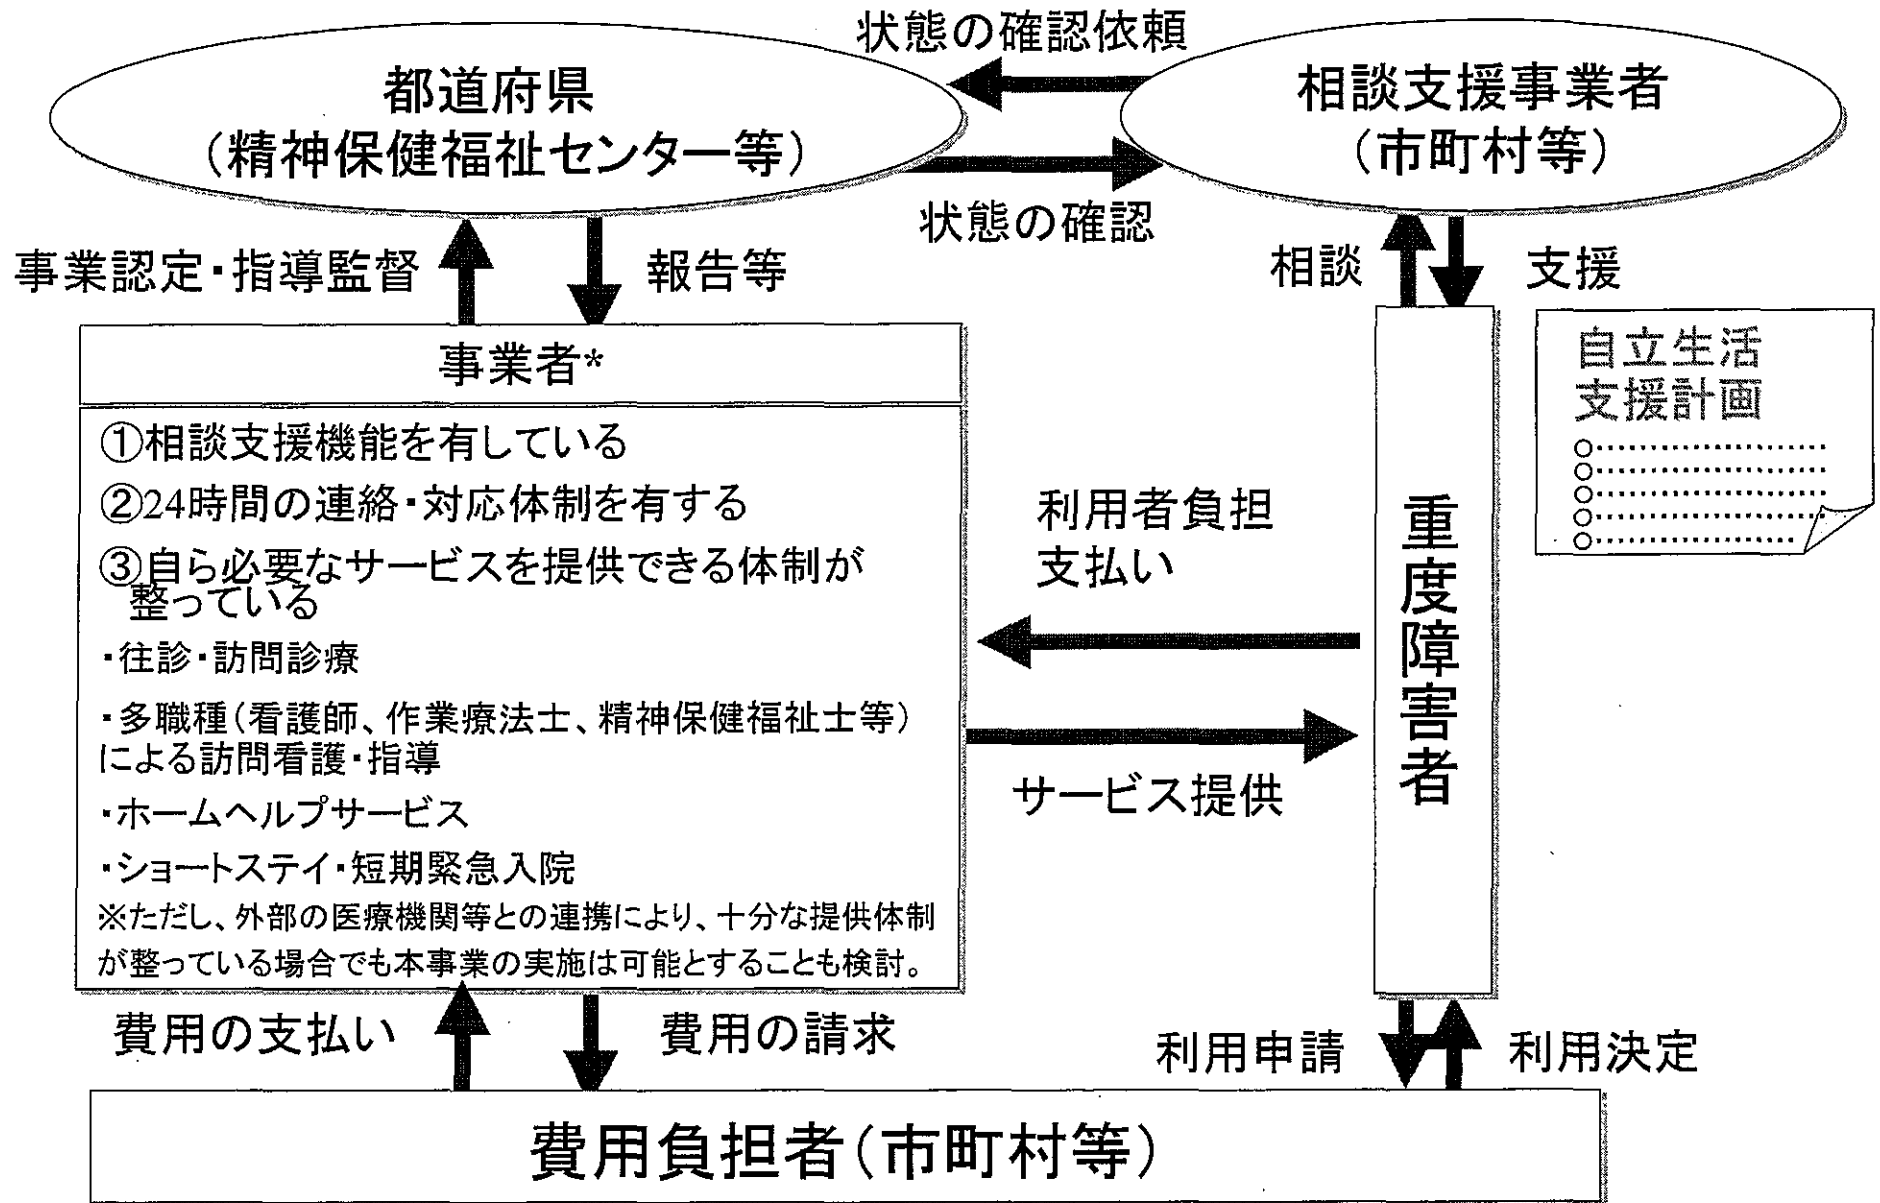 状態の確認依頼
都道府県
（精神保健福祉センター等）
相談支援事業者
（市町村等）
状態の確認
事業認定・指導監督
報告等
相談
支援
事業者*
①相談支援機能を有している
②24時間の連絡・対応体制を有する
③自ら必要なサービスを提供できる体制が
整っている
・往診・訪問診療
・多職種（看護師、作業療法士、精神保健福祉士等）
による訪問看護・指導
・ホームヘルプサービス
・ショートステイ・短期緊急入院
※ただし、外部の医療機関等との連携により、十分な提供体制
が整っている場合でも本事業の実施は可能とすることも検討。
利用者負担
支払い
サービス提供
重度障害者
自立生活
支援計画
費用の支払い
費用の請求
利用申請
利用決定
費用負担者（市町村等）